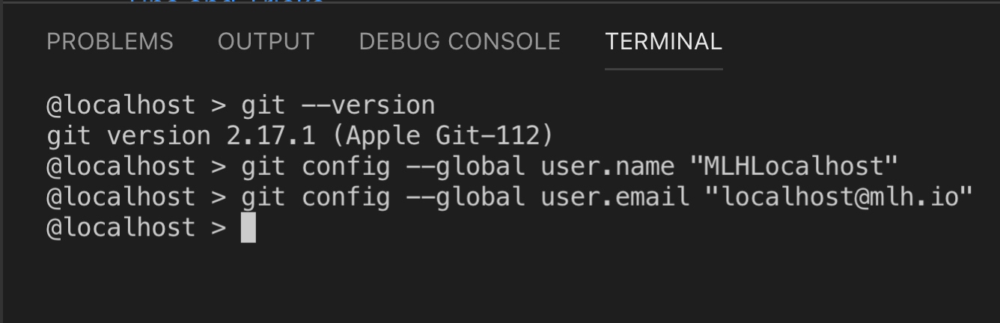 PROBLEMS OUTPUT DEBUG CONSOLE TERMINAL
@localhost > git --version
git version 2.17.1 (Apple Git-112)
@localhost > git config --global user.name "MLHLocalhost"
@localhost > git config --global user.email "localhost@mlh.io"
@localhost >